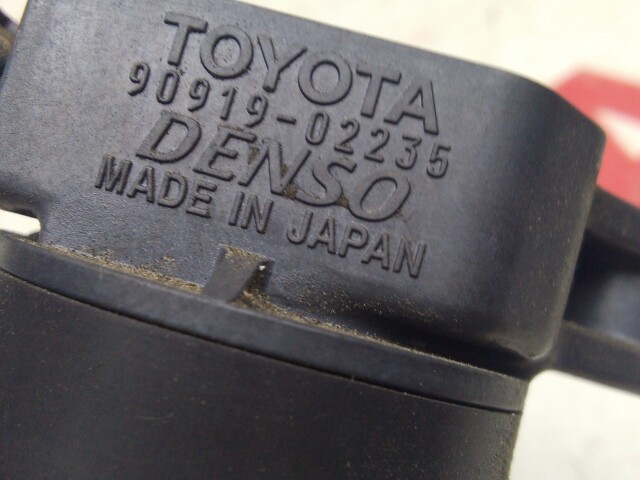 TOYOTA
90919-02235
DENSO
MADE IN JAPAN